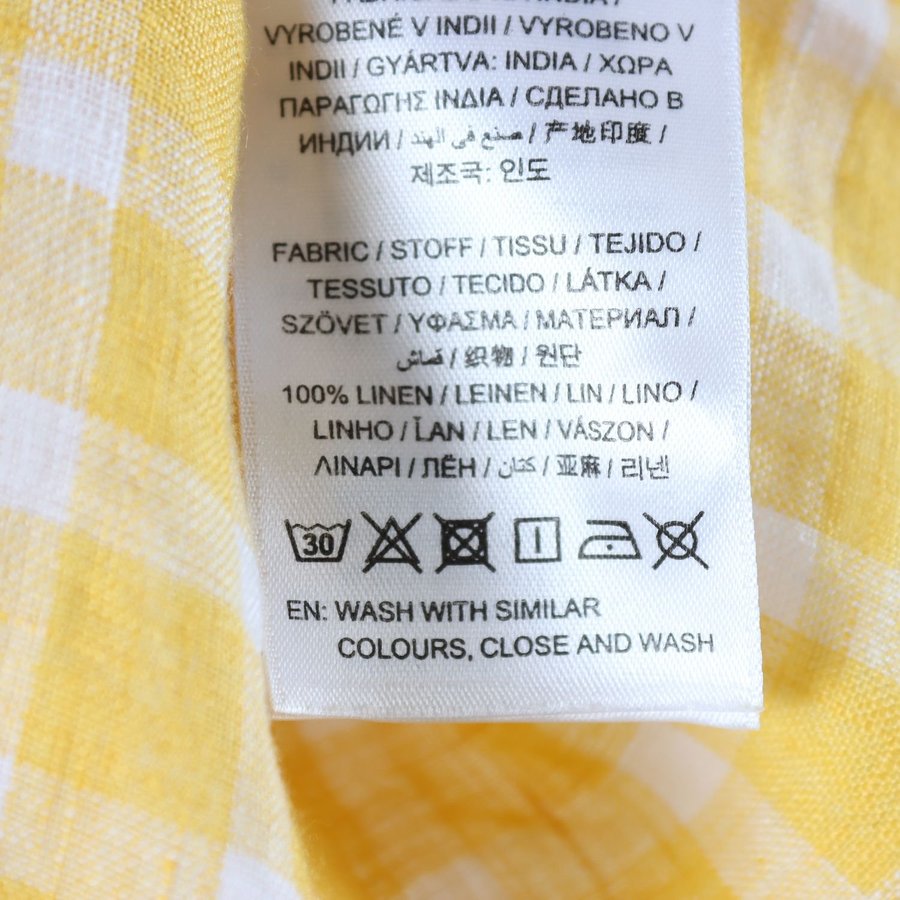 VYROBENÉ V INDII / VYROBENO V
INDII / GYÁRTVA: INDIA / ΧΩΡΑ
ΠΑΡΑΓΩΓΗΣ ΙΝΔΙΑ / СДЕЛАНО В
ИНДИИ / صنع في الهند / 产地印度 /
제조국: 인도
FABRIC / STOFF / TISSU / TEJIDO /
TESSUTO / TECIDO / LÁTKA /
SZÖVET / ΥΦΑΣΜΑ / МАТЕРИАЛ /
قماش / 织物 / 원단
100% LINEN / LEINEN / LIN / LINO /
LINHO / ĽAN / LEN / VÁSZON /
ΛΙΝΑΡΙ / ЛЁН / كتان / 亚麻 / 리넨
30
EN: WASH WITH SIMILAR
COLOURS, CLOSE AND WASH